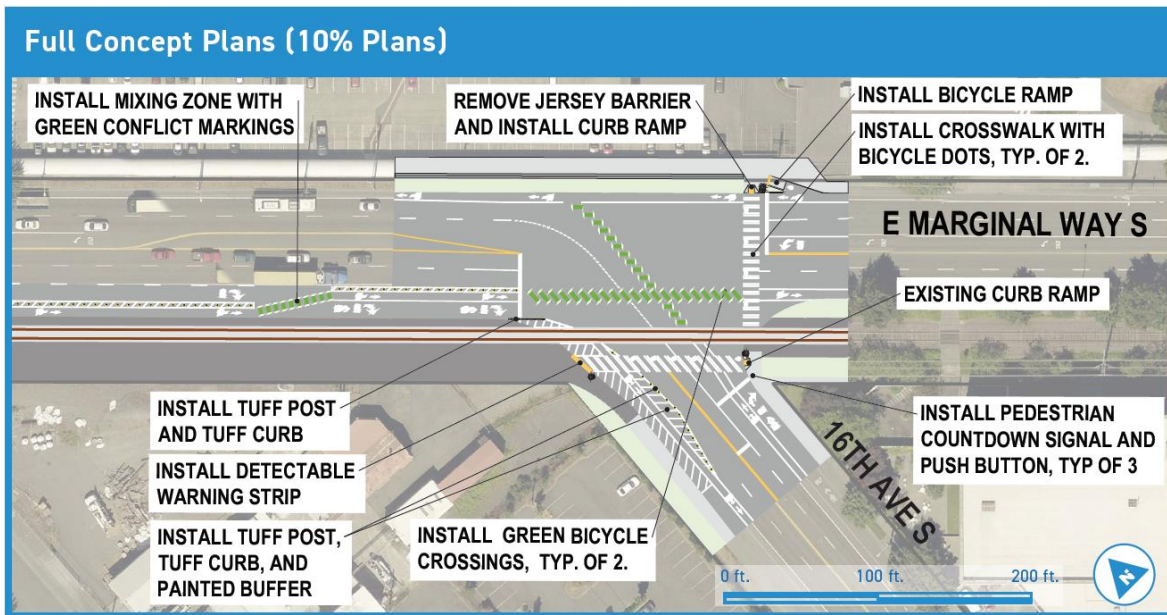 Full Concept Plans (10% Plans)
INSTALL MIXING ZONE WITH
GREEN CONFLICT MARKINGS
REMOVE JERSEY BARRIER
AND INSTALL CURB RAMP
INSTALL BICYCLE RAMP
INSTALL CROSSWALK WITH
BICYCLE DOTS, TYP. OF 2.
E MARGINAL WAY S
EXISTING CURB RAMP
INSTALL TUFF POST
AND TUFF CURB
INSTALL DETECTABLE
WARNING STRIP
INSTALL TUFF POST,
TUFF CURB, AND
PAINTED BUFFER
INSTALL GREEN BICYCLE
CROSSINGS, TYP. OF 2.
16TH AVE S
INSTALL PEDESTRIAN
COUNTDOWN SIGNAL AND
PUSH BUTTON, TYP OF 3
0 ft.
100 ft.
200 ft.
N